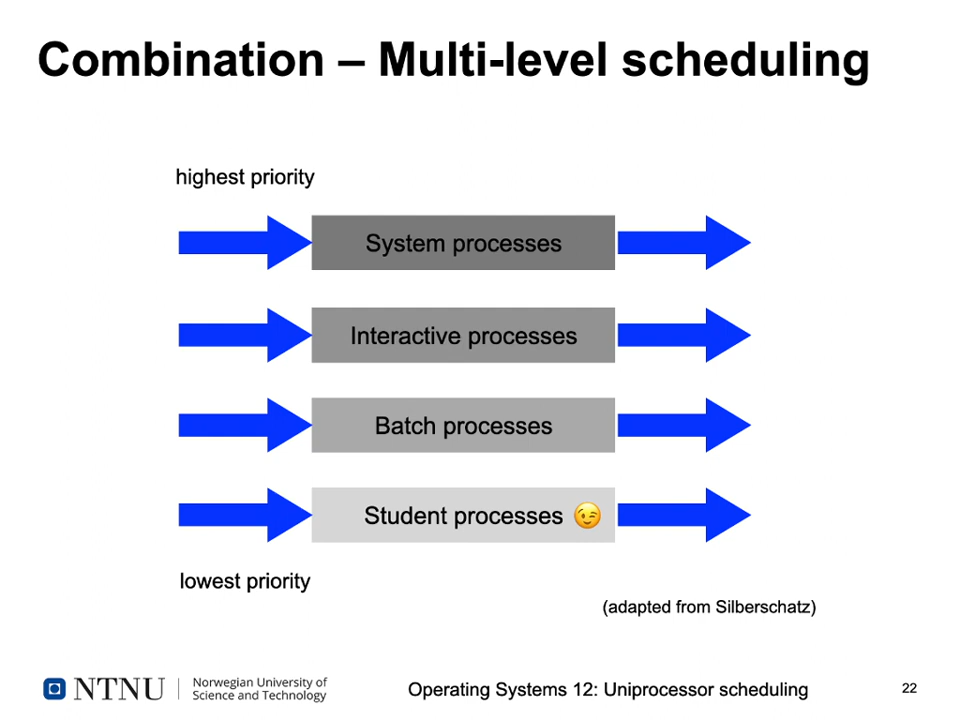 Combination – Multi-level scheduling
highest priority
System processes
Interactive processes
Batch processes
Student processes 😉
lowest priority
(adapted from Silberschatz)
NTNU
Norwegian University of
Science and Technology
Operating Systems 12: Uniprocessor scheduling
22